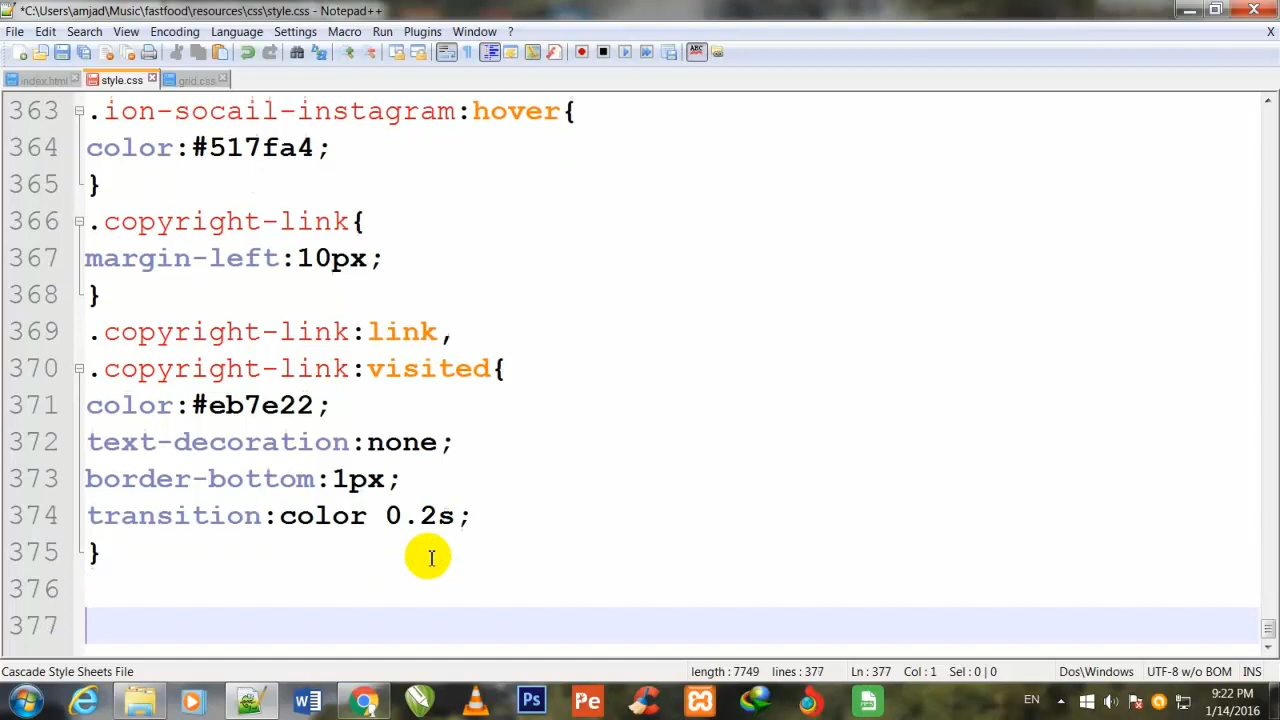 *C:\Users\amjad\Music\fastfood\resources\css\style.css - Notepad++
File Edit Search View Encoding Language Settings Macro Run Plugins Window ? X
index.html style.css grid.css
363 .ion-socail-instagram:hover{
364 color:#517fa4;
365 }
366 .copyright-link{
367 margin-left:10px;
368 }
369 .copyright-link:link,
370 .copyright-link:visited{
371 color:#eb7e22;
372 text-decoration:none;
373 border-bottom:1px;
374 transition:color 0.2s;
375 }
376
377
Cascade Style Sheets File length : 7749 lines : 377 Ln : 377 Col : 1 Sel : 0 | 0 Dos\Windows UTF-8 w/o BOM INS
EN 9:22 PM
1/14/2016